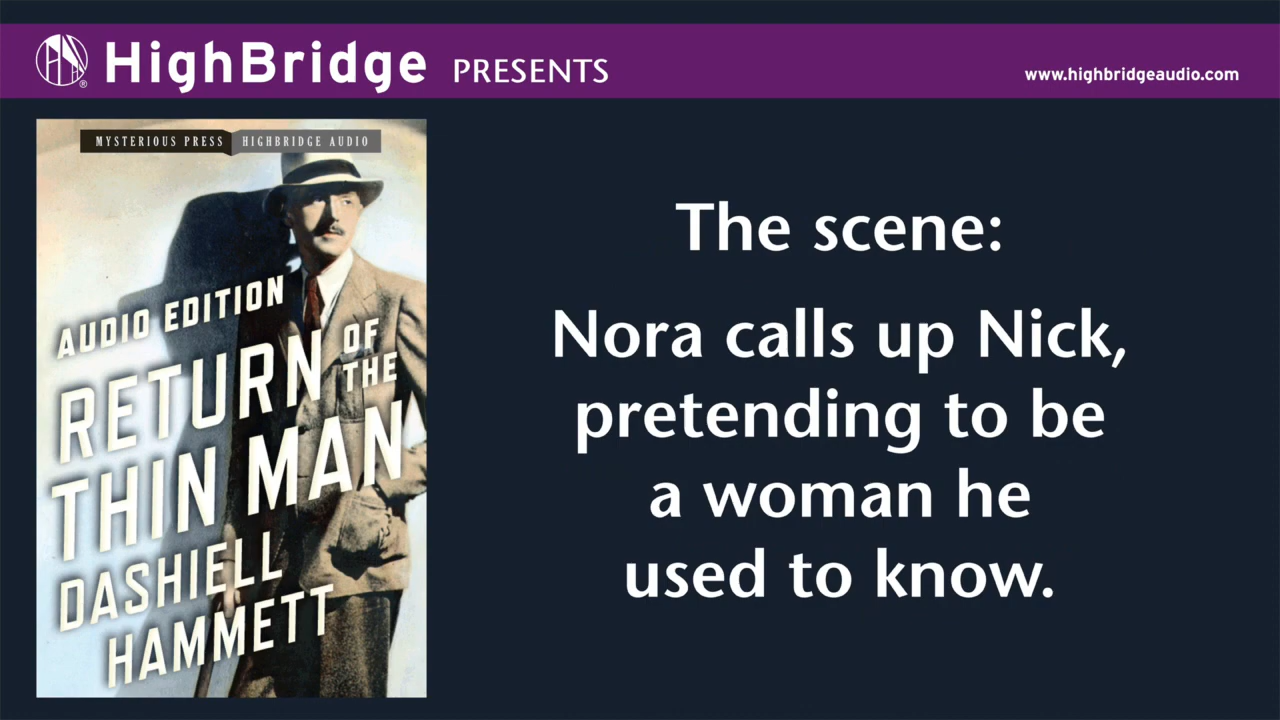 HighBridge PRESENTS
www.highbridgeaudio.com
MYSTERIOUS PRESS HIGHBRIDGE AUDIO
AUDIO EDITION
RETURN OF THE
THIN MAN
DASHIELL
HAMMETT
The scene:
Nora calls up Nick,
pretending to be
a woman he
used to know.